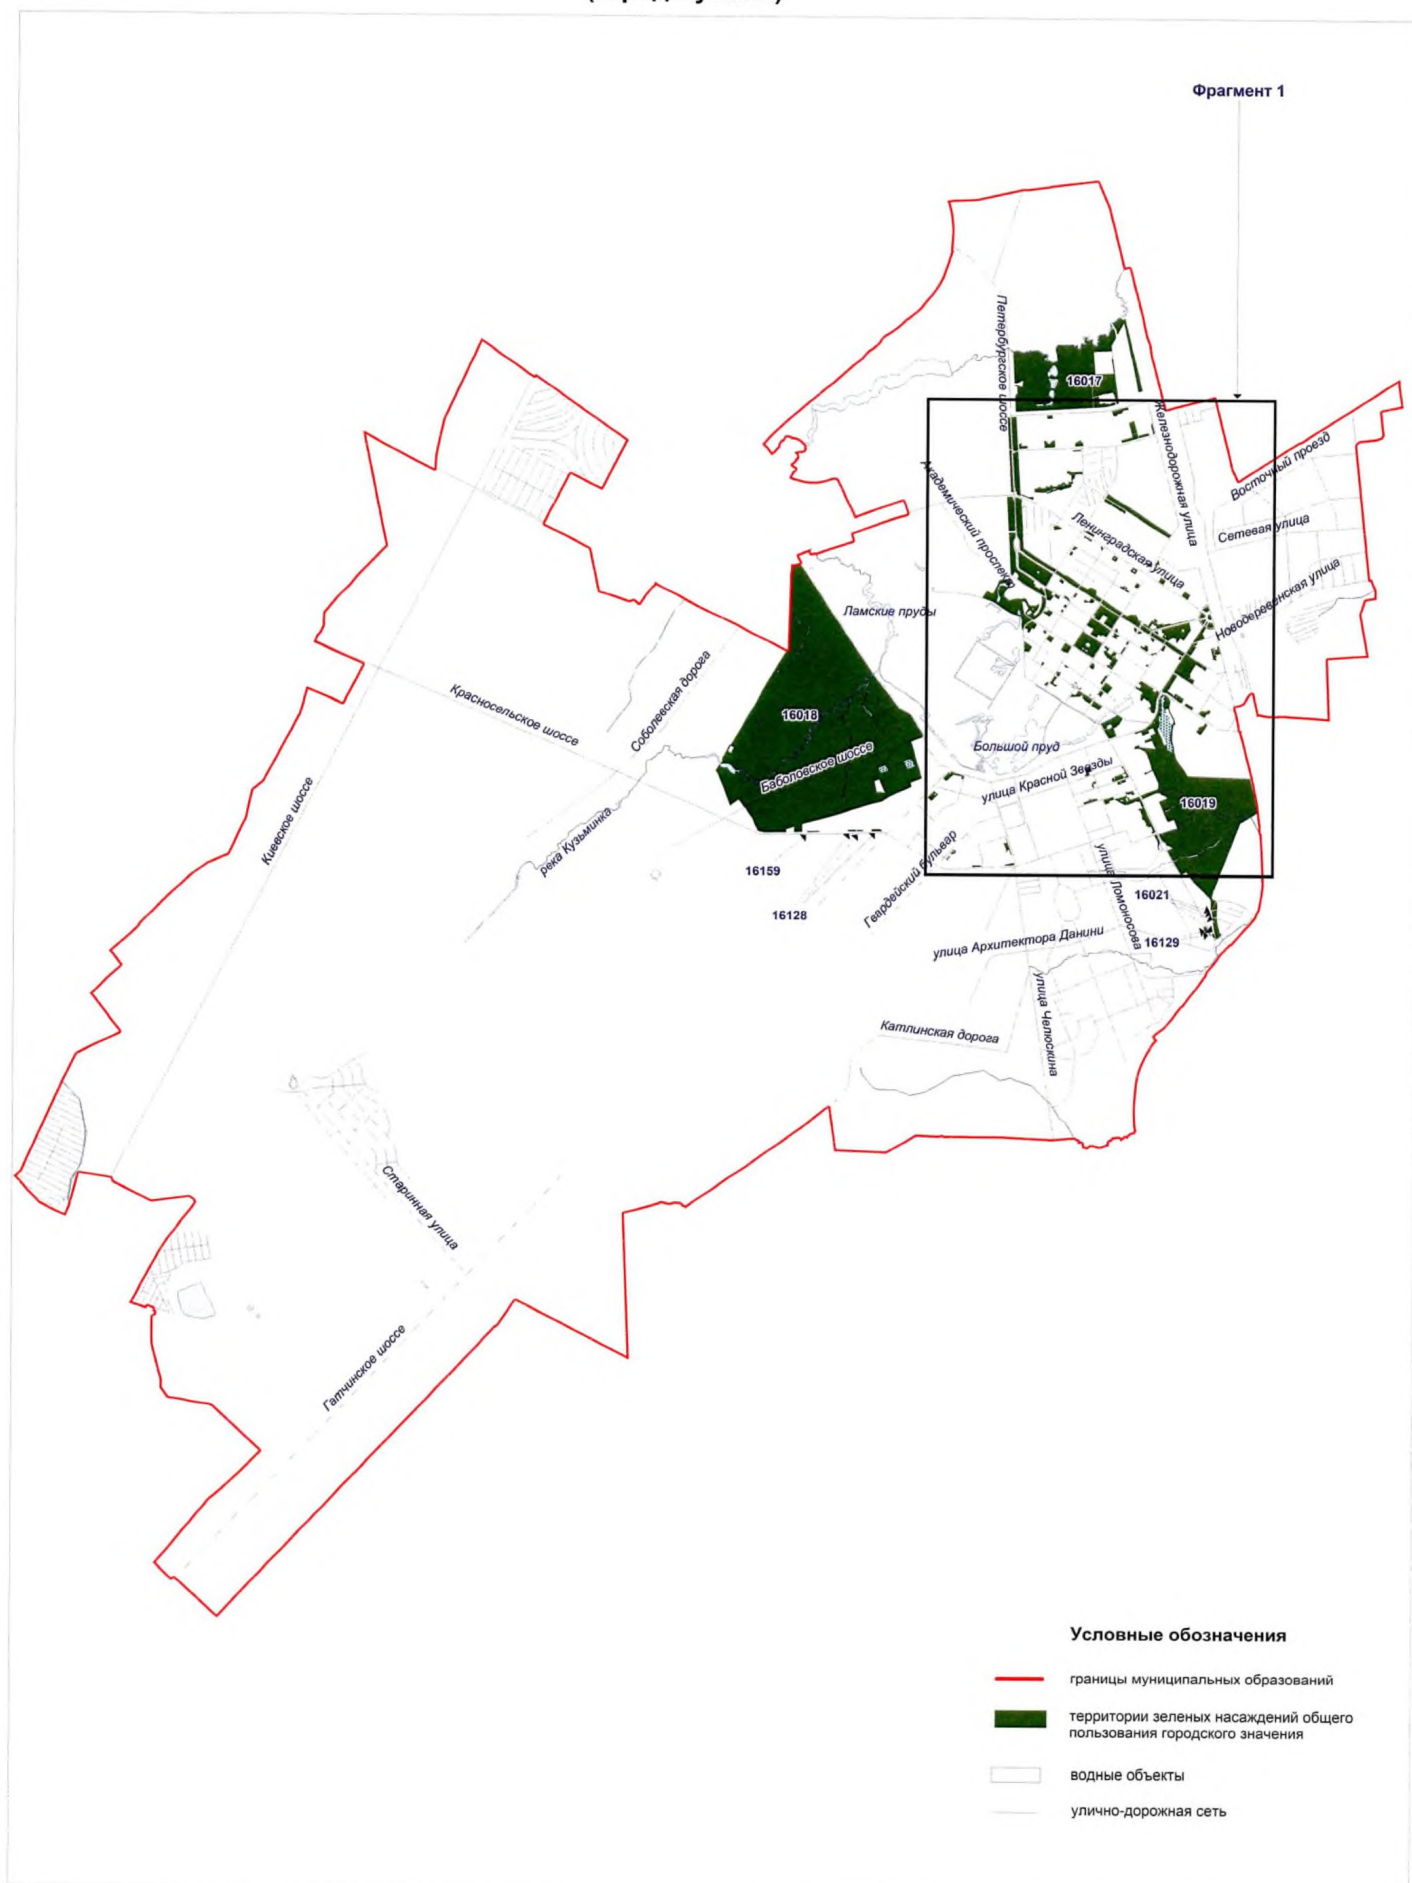 Фрагмент 1
Петербургское шоссе
16017
Железнодорожная улица
Восточный проезд
Академический проспект
Ленинградская улица
Сетевая улица
Новодеревенская улица
Ламские пруды
Соболевская дорога
Красносельское шоссе
16018
Баболовское шоссе
Большой пруд
улица Красной Звезды
16019
Киевское шоссе
река Кузьминка
16159
16128
Гвардейский бульвар
улица Ломоносова
16021
улица Архитектора Данини
16129
Катлинская дорога
улица Челюскина
Старинная улица
Гатчинское шоссе
Условные обозначения
границы муниципальных образований
территории зеленых насаждений общего
пользования городского значения
водные объекты
улично-дорожная сеть